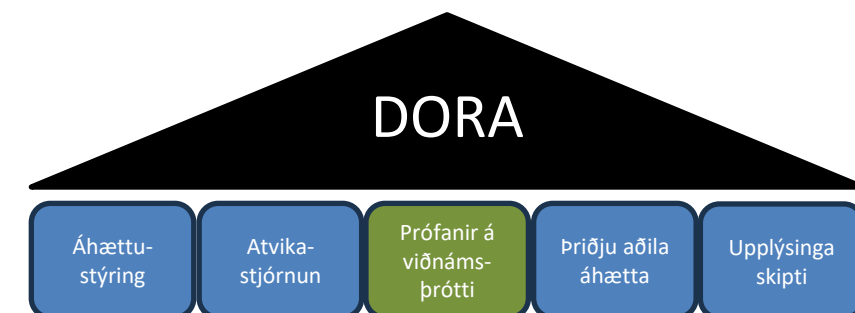 DORA
Áhættu-
stýring
Atvika-
stjórnun
Prófanir á
viðnáms-
þrótti
Þriðju aðila
áhætta
Upplýsinga
skipti